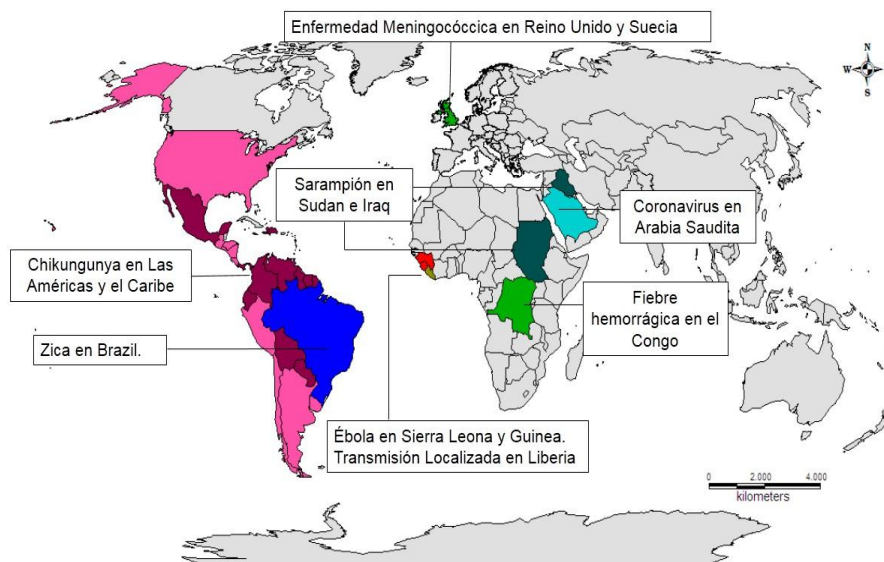 Enfermedad Meningocóccica en Reino Unido y Suecia
N
W
S
Sarampión en
Sudan e Iraq
Coronavirus en
Arabia Saudita
Chikungunya en Las
Américas y el Caribe
Fiebre
hemorrágica en el
Congo
Zica en Brazil.
Ébola en Sierra Leona y Guinea.
Transmisión Localizada en Liberia
0 2.000 4.000
kilometers